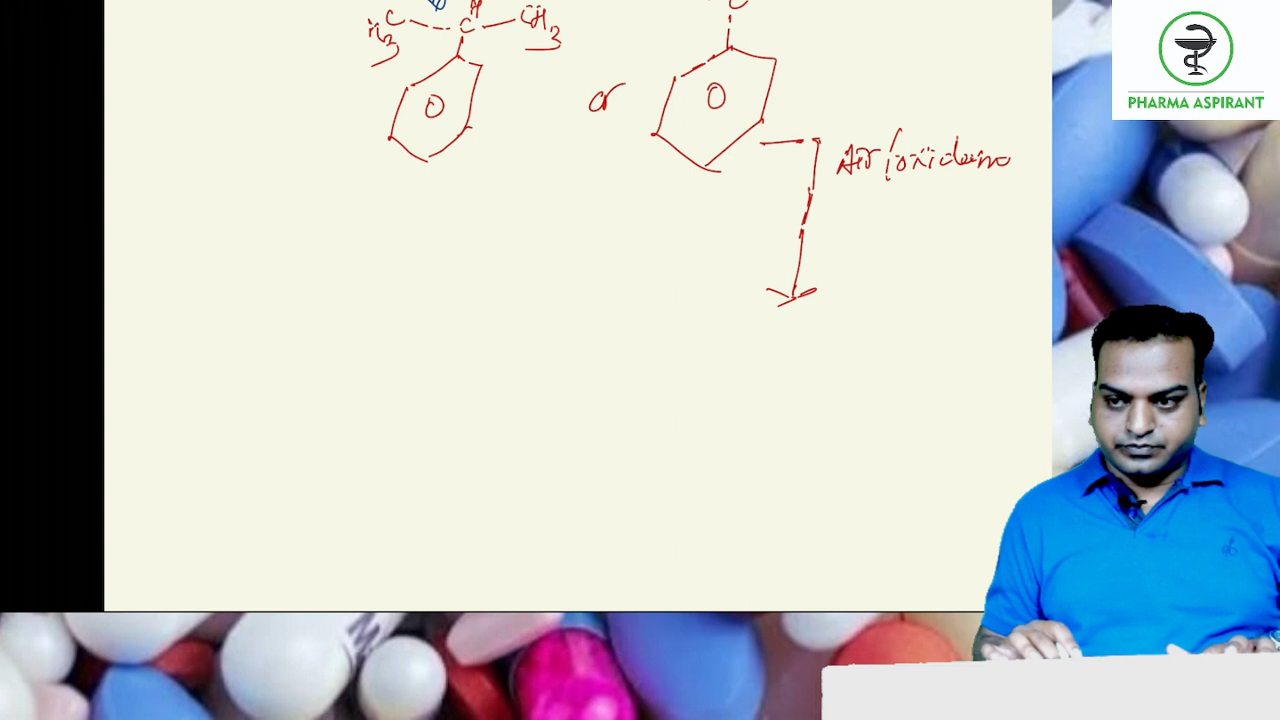 H
H₃C C CH₃
C
or
Air/oxidation
PHARMA ASPIRANT